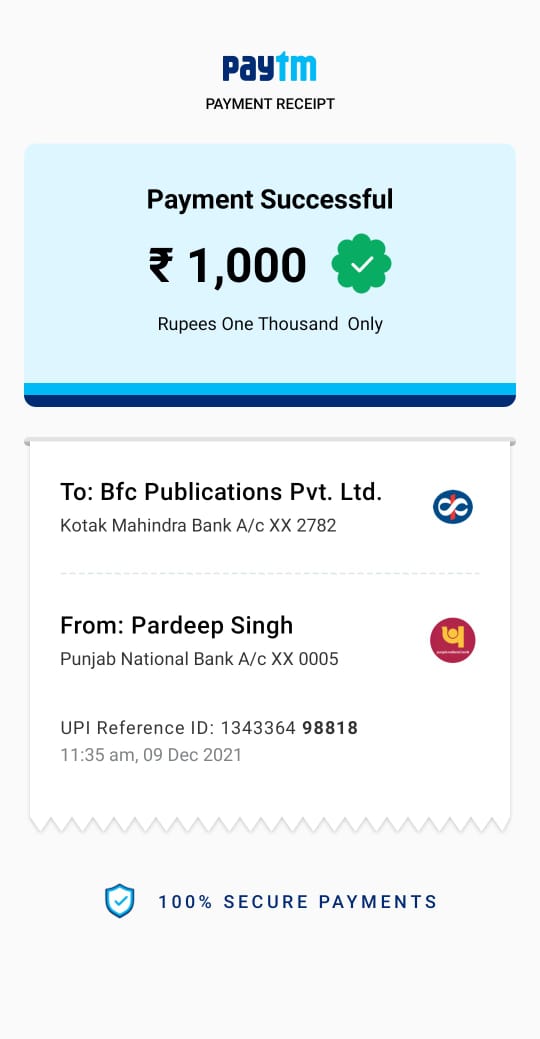 paytm
PAYMENT RECEIPT
Payment Successful
₹ 1,000
Rupees One Thousand Only
To: Bfc Publications Pvt. Ltd.
Kotak Mahindra Bank A/c XX 2782
From: Pardeep Singh
Punjab National Bank A/c XX 0005
UPI Reference ID: 1343364 98818
11:35 am, 09 Dec 2021
100% SECURE PAYMENTS